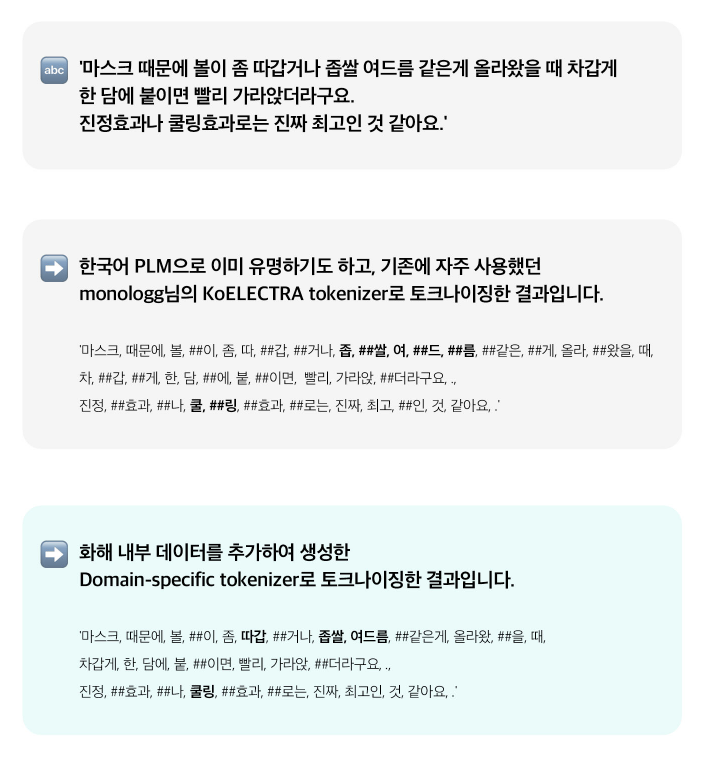 abc
'마스크 때문에 볼이 좀 따갑거나 좁쌀 여드름 같은게 올라왔을 때 차갑게
한 담에 붙이면 빨리 가라앉더라구요.
진정효과나 쿨링효과로는 진짜 최고인 것 같아요.'
한국어 PLM으로 이미 유명하기도 하고, 기존에 자주 사용했던
monologg님의 KoELECTRA tokenizer로 토크나이징한 결과입니다.
'마스크, 때문에, 볼, ##이, 좀, 따, ##갑, ##거나, 좁, ##쌀, 여, ##드, ##름, ##같은, ##게, 올라, ##왔을, 때,
차, ##갑, ##게, 한, 담, ##에, 붙, ##이면, 빨리, 가라앉, ##더라구요, .,
진정, ##효과, ##나, 쿨, ##링, ##효과, ##로는, 진짜, 최고, ##인, 것, 같아요, .'
화해 내부 데이터를 추가하여 생성한
Domain-specific tokenizer로 토크나이징한 결과입니다.
'마스크, 때문에, 볼, ##이, 좀, 따갑, ##거나, 좁쌀, 여드름, ##같은게, 올라왔, ##을, 때,
차갑게, 한, 담에, 붙, ##이면, 빨리, 가라앉, ##더라구요, .,
진정, ##효과, ##나, 쿨링, ##효과, ##로는, 진짜, 최고인, 것, 같아요, .'